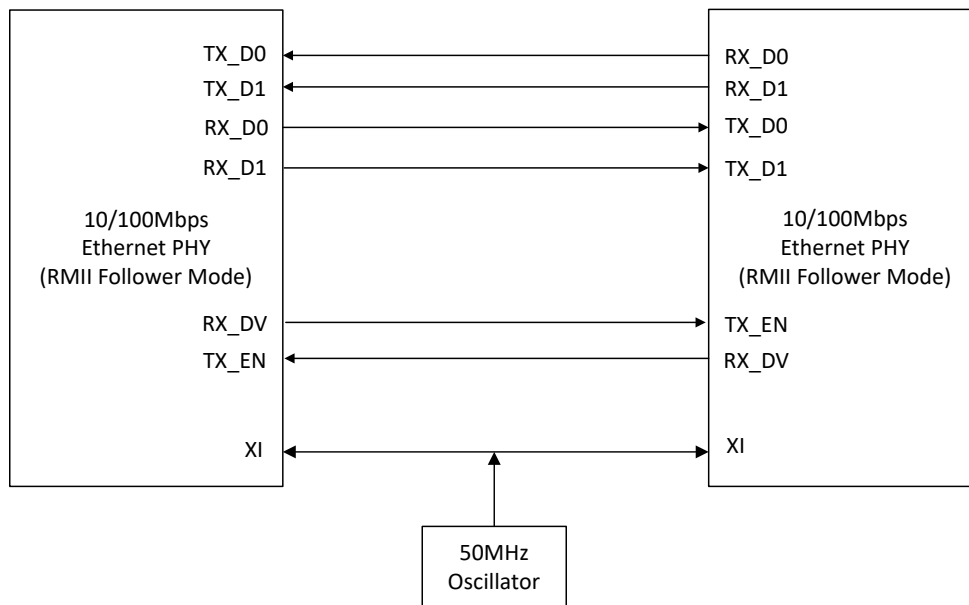 TX_D0
TX_D1
RX_D0
RX_D1
10/100Mbps
Ethernet PHY
(RMII Follower Mode)
RX_DV
TX_EN
XI
RX_D0
RX_D1
TX_D0
TX_D1
10/100Mbps
Ethernet PHY
(RMII Follower Mode)
TX_EN
RX_DV
XI
50MHz
Oscillator